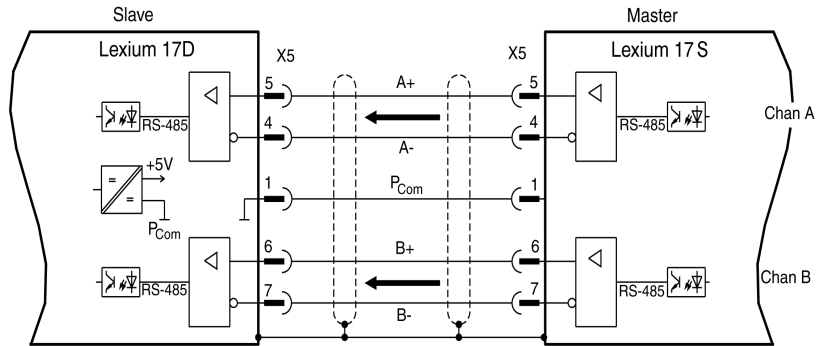 Slave
Master
Lexium 17D
X5
X5
Lexium 17S
5
A+
5
Chan A
RS-485
4
4
RS-485
A-
+5V
=
=
1
PCom
1
PCom
6
B+
6
Chan B
RS-485
7
7
RS-485
B-